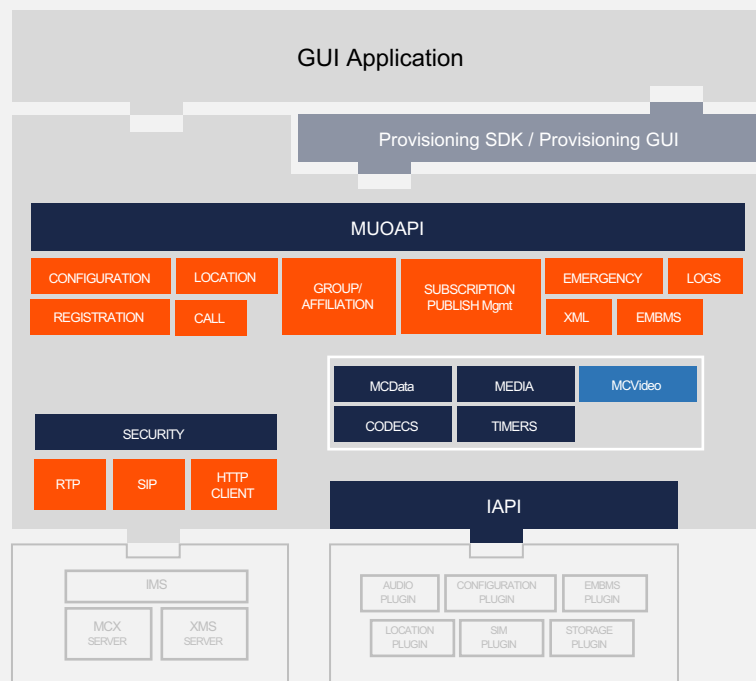 GUI Application
Provisioning SDK / Provisioning GUI
MUOAPI
CONFIGURATION
LOCATION
GROUP/
AFFILIATION
SUBSCRIPTION
PUBLISH Mgmt
EMERGENCY
LOGS
REGISTRATION
CALL
XML
EMBMS
MCData
MEDIA
MCVideo
CODECS
TIMERS
SECURITY
RTP
SIP
HTTP
CLIENT
IAPI
IMS
MCX
SERVER
XMS
SERVER
AUDIO
PLUGIN
CONFIGURATION
PLUGIN
EMBMS
PLUGIN
LOCATION
PLUGIN
SIM
PLUGIN
STORAGE
PLUGIN